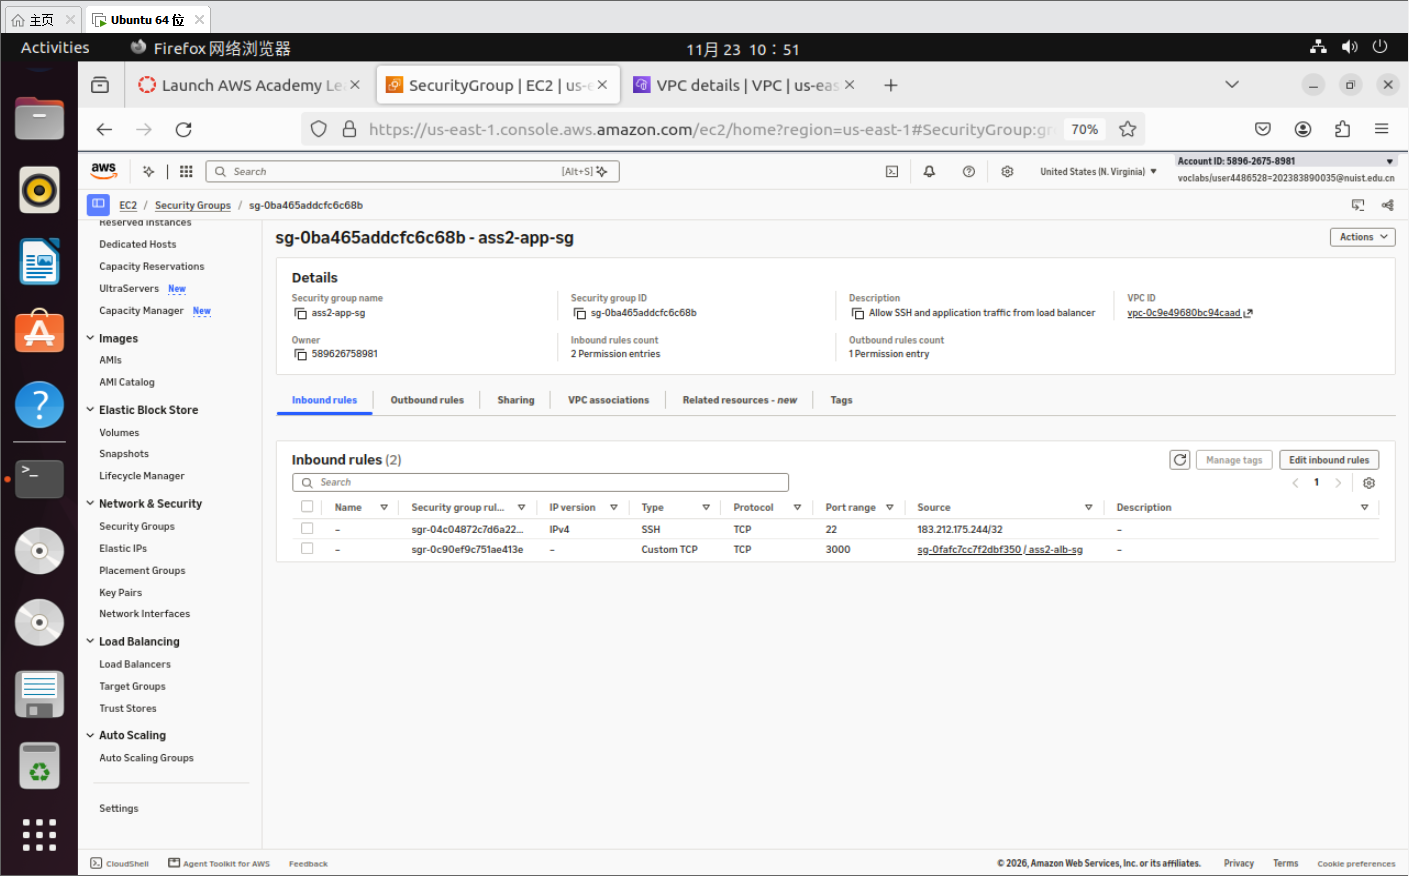 主页
Ubuntu 64 位
Activities
Firefox 网络浏览器
11月 23 10：51
Launch AWS Academy Le
SecurityGroup | EC2 | us-e
VPC details | VPC | us-eas
https://us-east-1.console.aws.amazon.com/ec2/home?region=us-east-1#SecurityGroup:gr
70%
aws
Search
[Alt+S]
United States (N. Virginia)
Account ID: 5896-2675-8981
voclabs/user4486528=202383890035@nuist.edu.cn
EC2 / Security Groups / sg-0ba465addcfc6c68b
Reserved Instances
Dedicated Hosts
Capacity Reservations
UltraServers New
Capacity Manager New
Images
AMIs
AMI Catalog
Elastic Block Store
Volumes
Snapshots
Lifecycle Manager
Network & Security
Security Groups
Elastic IPs
Placement Groups
Key Pairs
Network Interfaces
Load Balancing
Load Balancers
Target Groups
Trust Stores
Auto Scaling
Auto Scaling Groups
Settings
sg-0ba465addcfc6c68b - ass2-app-sg
Actions
Details
Security group name
ass2-app-sg
Security group ID
sg-0ba465addcfc6c68b
Description
Allow SSH and application traffic from load balancer
VPC ID
vpc-0c9e49680bc94caad
Owner
589626758981
Inbound rules count
2 Permission entries
Outbound rules count
1 Permission entry
Inbound rules
Outbound rules
Sharing
VPC associations
Related resources - new
Tags
Inbound rules (2)
Manage tags
Edit inbound rules
Search
1
Name Security group rul... IP version Type Protocol Port range Source Description
– sgr-04c04872c7d6a22... IPv4 SSH TCP 22 183.212.175.244/32 –
– sgr-0c90ef9c751ae413e – Custom TCP TCP 3000 sg-0fafc7cc7f2dbf350 / ass2-alb-sg –
CloudShell
Agent Toolkit for AWS
Feedback
© 2026, Amazon Web Services, Inc. or its affiliates.
Privacy
Terms
Cookie preferences